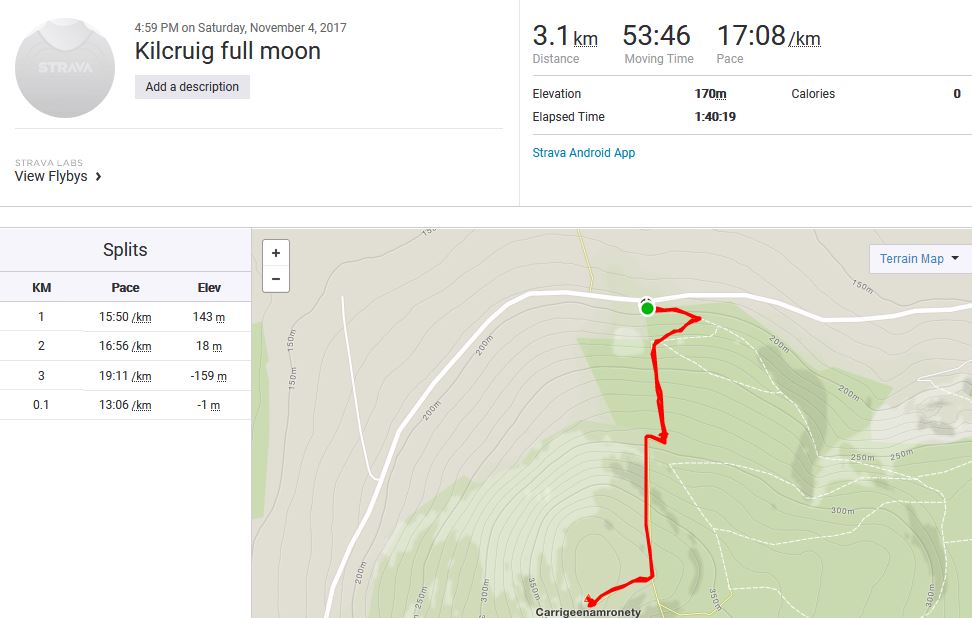 STRAVA
4:59 PM on Saturday, November 4, 2017
Kilcruig full moon
Add a description
STRAVA LABS
View Flybys
3.1 km 53:46 17:08 /km
Distance Moving Time Pace
Elevation 170m Calories 0
Elapsed Time 1:40:19
Strava Android App
Splits
KM Pace Elev
1 15:50 /km 143 m
2 16:56 /km 18 m
3 19:11 /km -159 m
0.1 13:06 /km -1 m
+
−
Terrain Map
150m
150m
150m
150m
200m
200m
200m
200m
200m
250m
250m
250m
300m
300m
300m
350m
350m
Carrigeenamronety